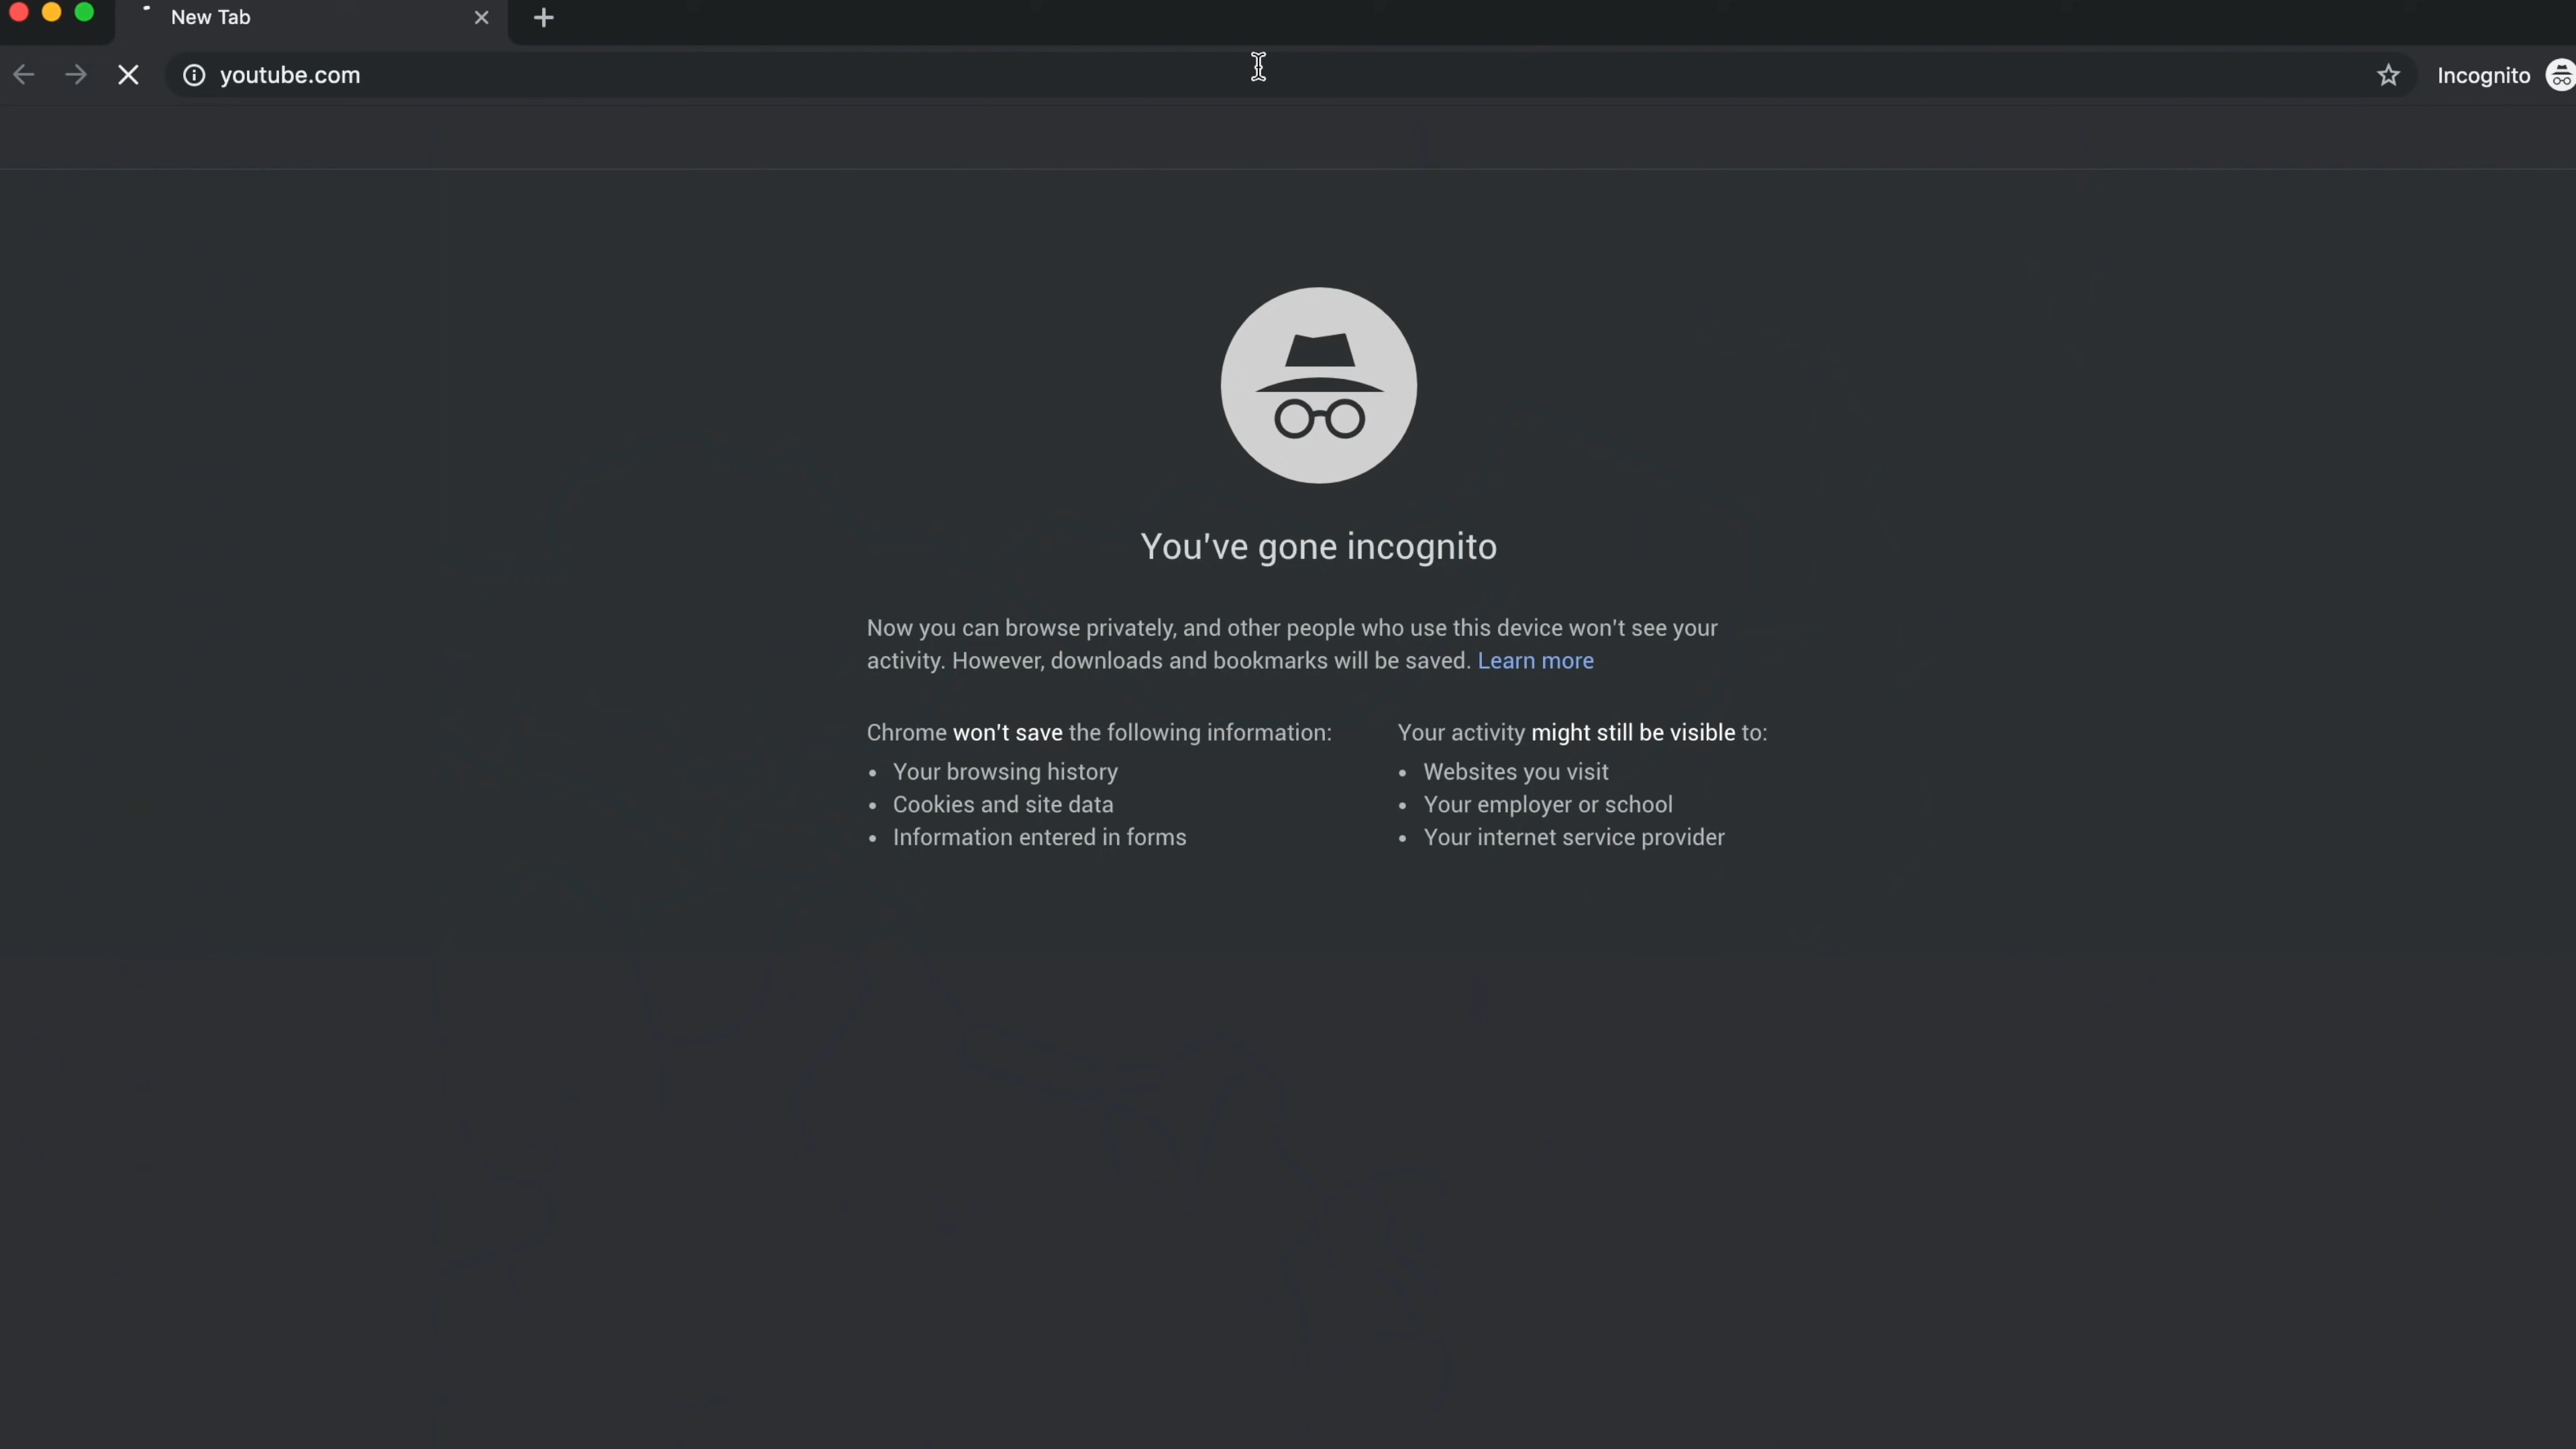 New Tab
youtube.com
Incognito
You've gone incognito
Now you can browse privately, and other people who use this device won't see your
activity. However, downloads and bookmarks will be saved. Learn more
Chrome won't save the following information:
• Your browsing history
• Cookies and site data
• Information entered in forms
Your activity might still be visible to:
• Websites you visit
• Your employer or school
• Your internet service provider